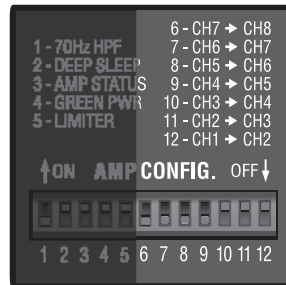 1 - 70Hz HPF
2 - DEEP SLEEP
3 - AMP STATUS
4 - GREEN PWR
5 - LIMITER
6 - CH7 → CH8
7 - CH6 → CH7
8 - CH5 → CH6
9 - CH4 → CH5
10 - CH3 → CH4
11 - CH2 → CH3
12 - CH1 → CH2
↑ON AMP CONFIG. OFF↓
1 2 3 4 5 6 7 8 9 10 11 12